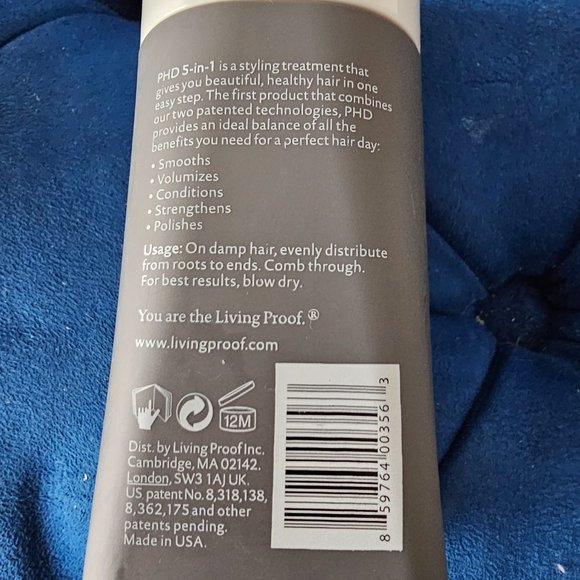 PHD 5-in-1 is a styling treatment that
gives you beautiful, healthy hair in one
easy step. The first product that combines
our two patented technologies, PHD
provides an ideal balance of all the
benefits you need for a perfect hair day:
• Smooths
• Volumizes
• Conditions
• Strengthens
• Polishes
Usage: On damp hair, evenly distribute
from roots to ends. Comb through.
For best results, blow dry.
You are the Living Proof.®
www.livingproof.com
12M
Dist. by Living Proof Inc.
Cambridge, MA 02142.
London, SW3 1AJ UK.
US patent No. 8,318,138,
8,362,175 and other
patents pending.
Made in USA.
8 59764 00356 3